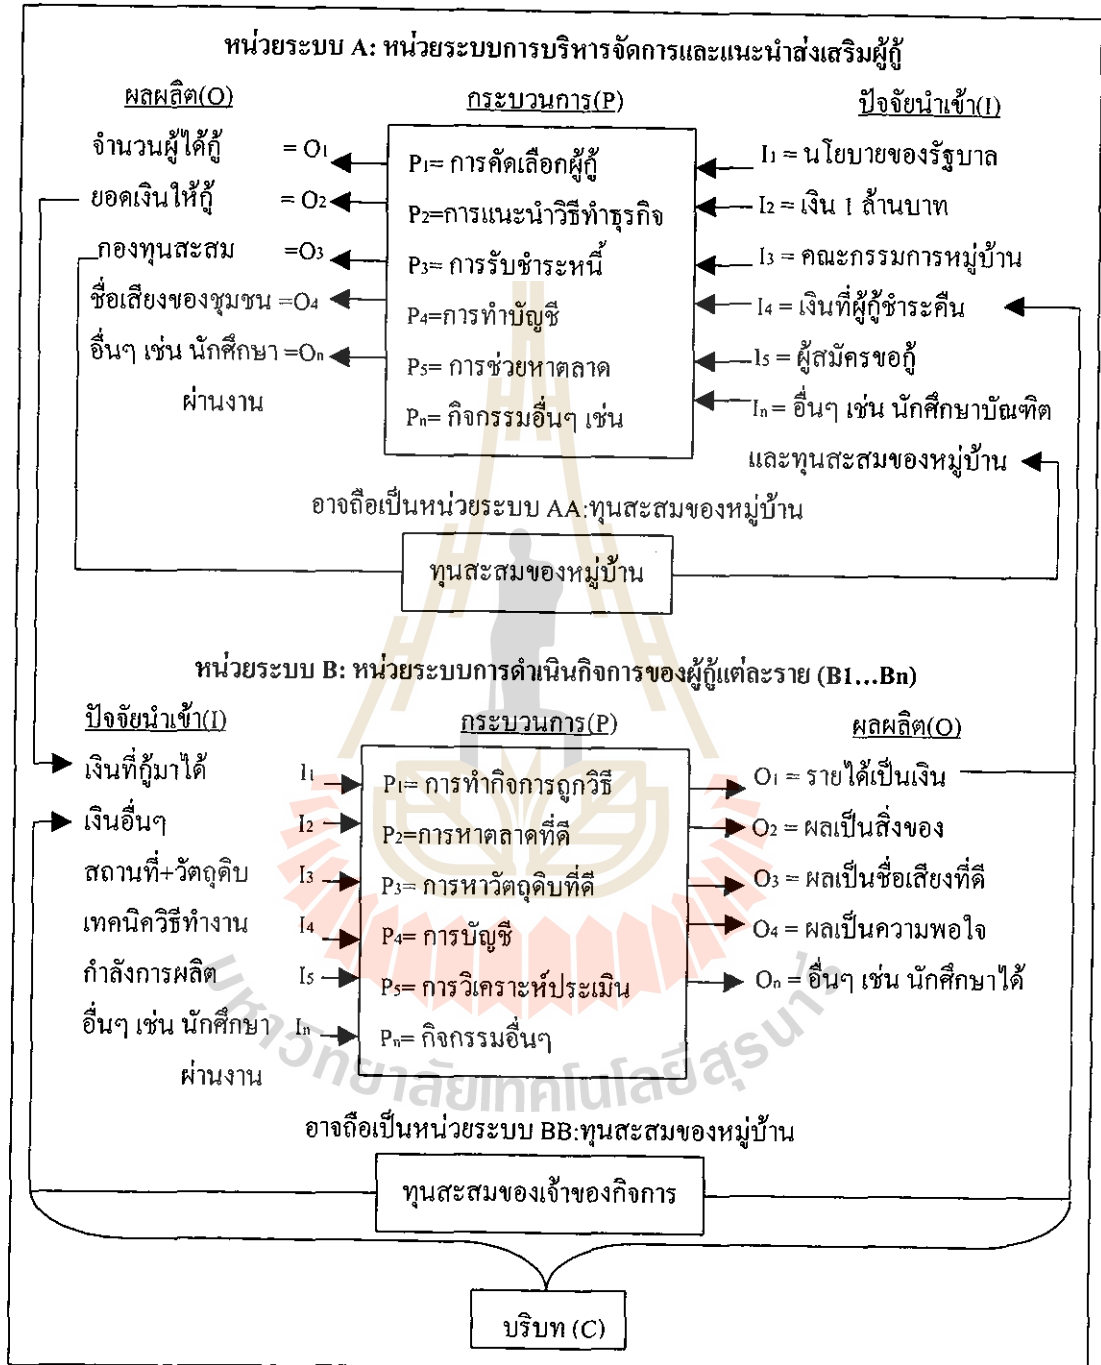 หน่วยระบบ A: หน่วยระบบการบริหารจัดการและแนะนำส่งเสริมผู้กู้
ผลผลิต(O)
กระบวนการ(P)
ปัจจัยนำเข้า(I)
จำนวนผู้ได้กู้ = O1
ยอดเงินให้กู้ = O2
กองทุนสะสม =O3
ชื่อเสียงของชุมชน =O4
อื่นๆ เช่น นักศึกษา =On
ผ่านงาน
P1= การคัดเลือกผู้กู้
P2=การแนะนำวิธีทำธุรกิจ
P3= การรับชำระหนี้
P4=การทำบัญชี
P5= การช่วยหาตลาด
Pn= กิจกรรมอื่นๆ เช่น
I1 = นโยบายของรัฐบาล
I2 = เงิน 1 ล้านบาท
I3 = คณะกรรมการหมู่บ้าน
I4 = เงินที่ผู้กู้ชำระคืน
I5 = ผู้สมัครขอกู้
In = อื่นๆ เช่น นักศึกษาบัณฑิต
และทุนสะสมของหมู่บ้าน
อาจถือเป็นหน่วยระบบ AA:ทุนสะสมของหมู่บ้าน
ทุนสะสมของหมู่บ้าน
หน่วยระบบ B: หน่วยระบบการดำเนินกิจการของผู้กู้แต่ละราย (B1...Bn)
ปัจจัยนำเข้า(I)
กระบวนการ(P)
ผลผลิต(O)
เงินที่กู้มาได้ I1
เงินอื่นๆ I2
สถานที่+วัตถุดิบ I3
เทคนิควิธีทำงาน I4
กำลังการผลิต I5
อื่นๆ เช่น นักศึกษา In
ผ่านงาน
P1= การทำกิจการถูกวิธี
P2=การหาตลาดที่ดี
P3= การหาวัตถุดิบที่ดี
P4= การบัญชี
P5= การวิเคราะห์ประเมิน
Pn= กิจกรรมอื่นๆ
O1 = รายได้เป็นเงิน
O2 = ผลเป็นสิ่งของ
O3 = ผลเป็นชื่อเสียงที่ดี
O4 = ผลเป็นความพอใจ
On = อื่นๆ เช่น นักศึกษาได้
มหาวิทยาลัยเทคโนโลยีสุรนารี
อาจถือเป็นหน่วยระบบ BB:ทุนสะสมของหมู่บ้าน
ทุนสะสมของเจ้าของกิจการ
บริบท (C)